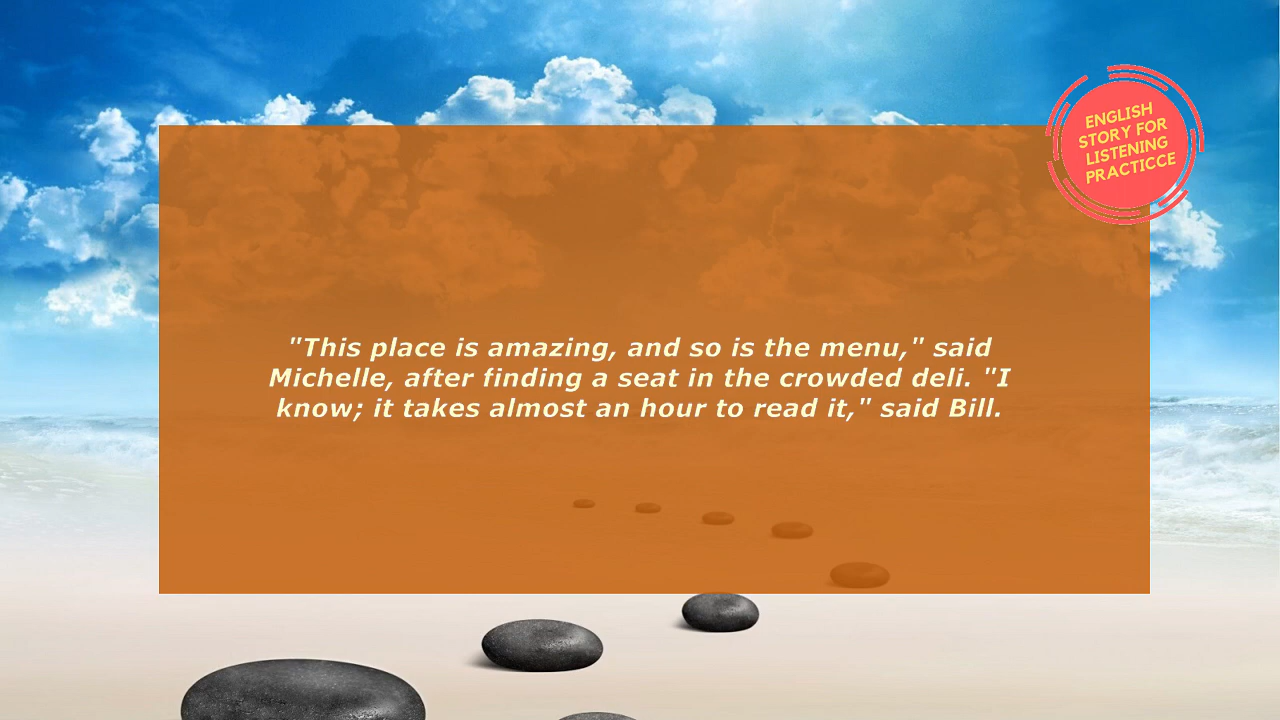 ENGLISH
STORY FOR
LISTENING
PRACTICCE
"This place is amazing, and so is the menu," said
Michelle, after finding a seat in the crowded deli. "I
know; it takes almost an hour to read it," said Bill.